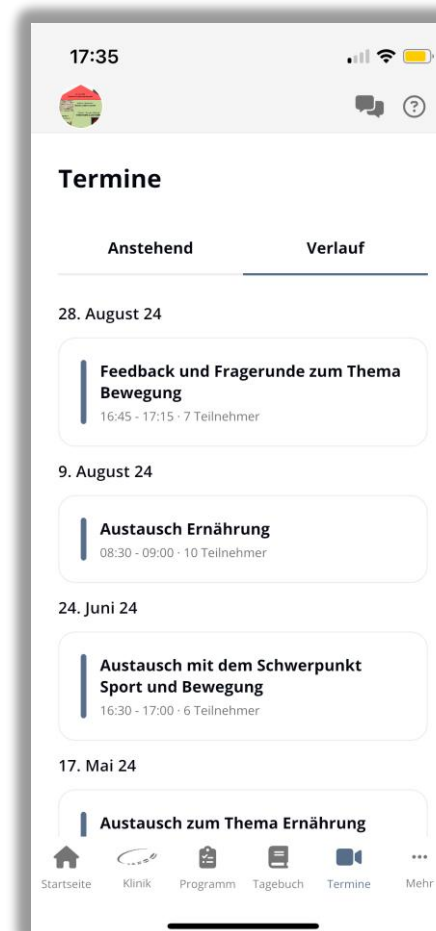 17:35
Termine
Anstehend Verlauf
28. August 24
Feedback und Fragerunde zum Thema
Bewegung
16:45 - 17:15 · 7 Teilnehmer
9. August 24
Austausch Ernährung
08:30 - 09:00 · 10 Teilnehmer
24. Juni 24
Austausch mit dem Schwerpunkt
Sport und Bewegung
16:30 - 17:00 · 6 Teilnehmer
17. Mai 24
Austausch zum Thema Ernährung
Startseite Klinik Programm Tagebuch Termine Mehr